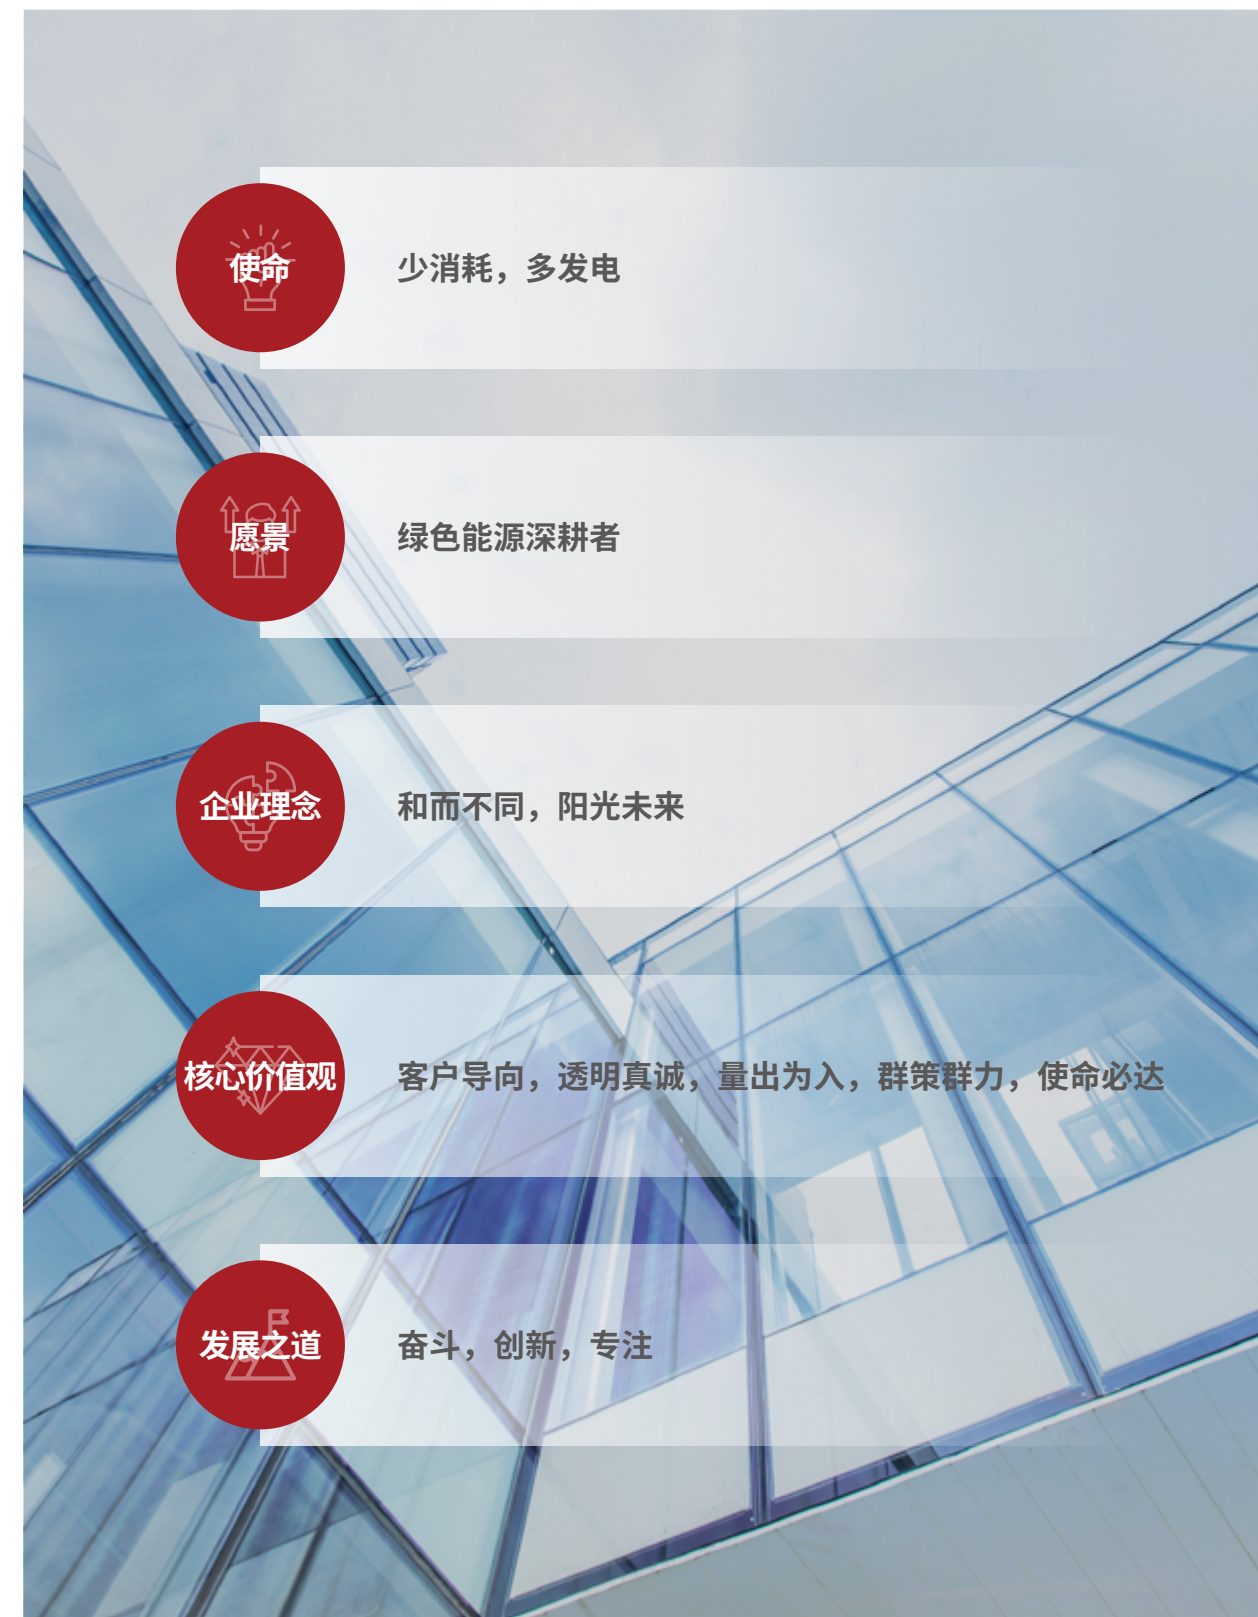 使命
少消耗，多发电
愿景
绿色能源深耕者
企业理念
和而不同，阳光未来
核心价值观
客户导向，透明真诚，量出为入，群策群力，使命必达
发展之道
奋斗，创新，专注